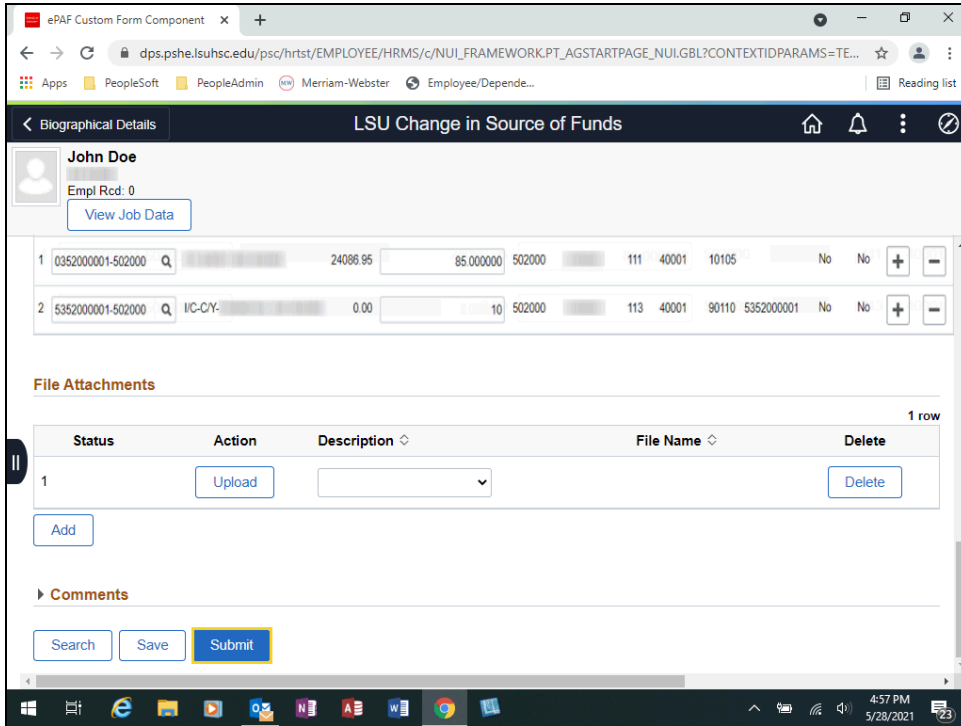 ePAF Custom Form Component
dps.pshe.lsuhsc.edu/psc/hrtst/EMPLOYEE/HRMS/c/NUI_FRAMEWORK.PT_AGSTARTPAGE_NUI.GBL?CONTEXTIDPARAMS=TE...
Apps PeopleSoft PeopleAdmin MW Merriam-Webster Employee/Depende... Reading list
Biographical Details LSU Change in Source of Funds
John Doe
Empl Rcd: 0
View Job Data
1 0352000001-502000 24086.95 85.000000 502000 111 40001 10105 No No
2 5352000001-502000 I/C-C/Y- 0.00 10 502000 113 40001 90110 5352000001 No No
File Attachments
1 row
Status Action Description File Name Delete
1 Upload Delete
Add
Comments
Search Save Submit
4:57 PM
5/28/2021
23